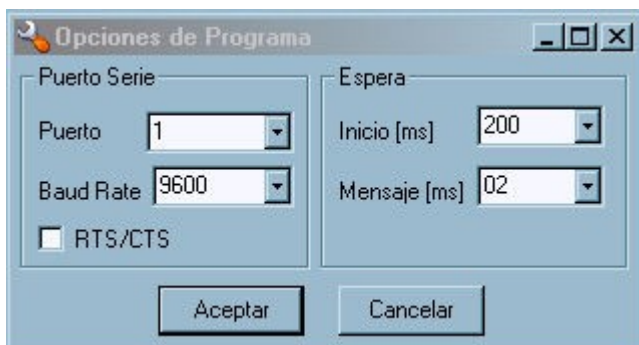 Opciones de Programa
Puerto Serie
Puerto 1
Baud Rate 9600
RTS/CTS
Espera
Inicio [ms] 200
Mensaje [ms] 02
Aceptar Cancelar